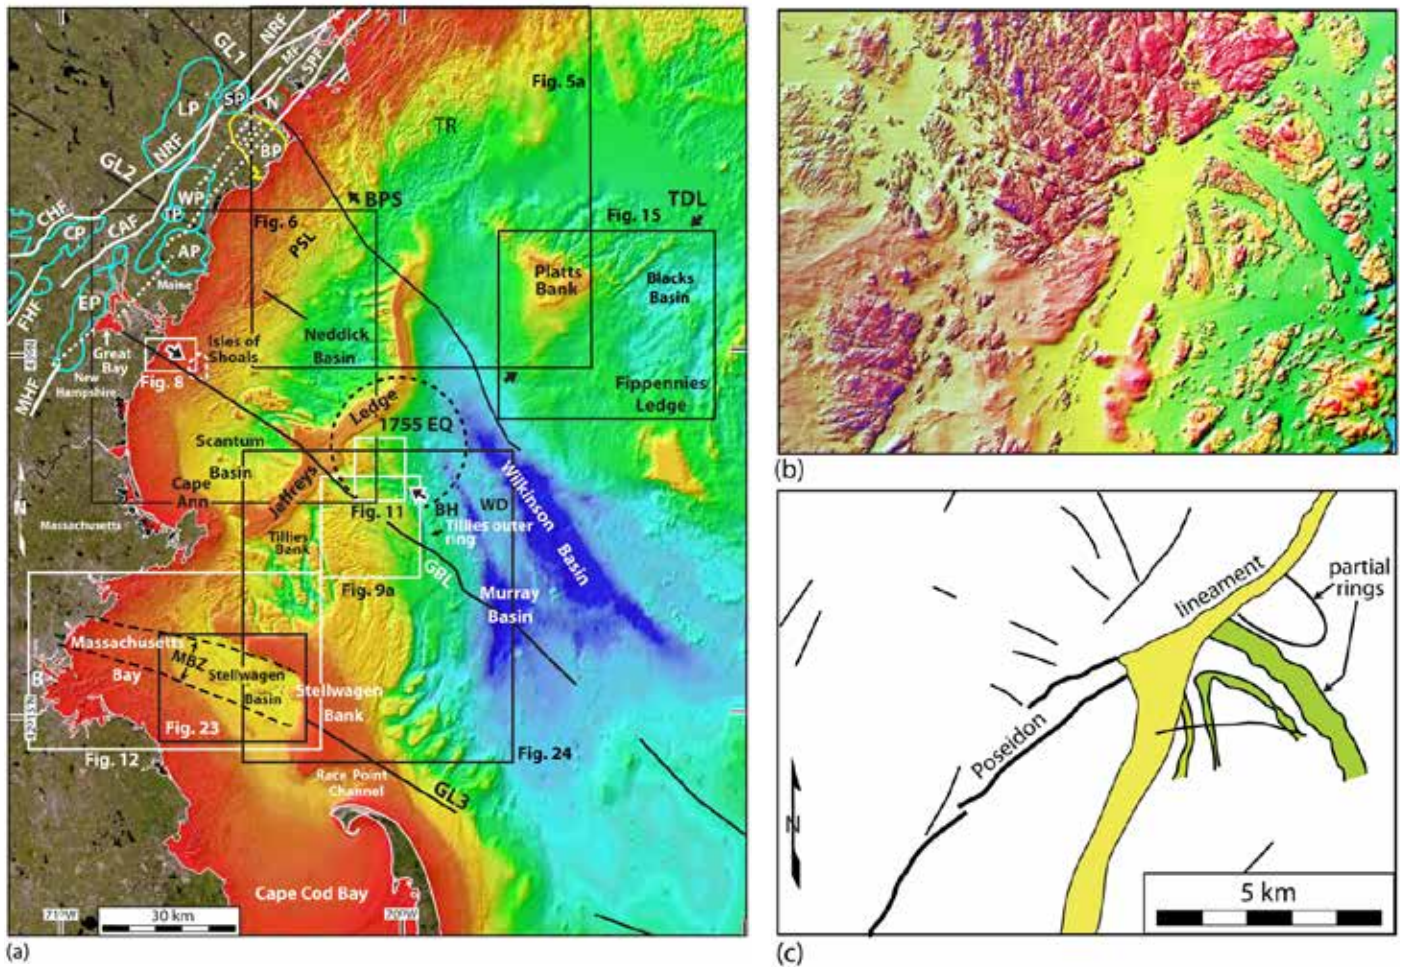 NRF
GL1
MF
SPF
SP
N
LP
Fig. 5a
TR
BP
NRF
GL2
WP
BPS
TDL
Fig. 15
CHF
TP
Fig. 6
CP
CAF
PSL
AP
Platts
Bank
Blacks
Basin
Maine
FHF
EP
Isles of
Shoals
Neddick
Basin
Great
Bay
New
Hampshire
Fig. 8
Fippennies
Ledge
MHF
Ledge
1755 EQ
Scantum
Basin
Cape
Ann
Jeffreys
Wilkinson
Basin
WD
BH
Fig. 11
Tillies outer
ring
N
Massachusetts
Tillies
Bank
GBL
Fig. 9a
Murray
Basin
Massachusetts
Bay
MBZ
Stellwagen
Basin
B
Stellwagen
Bank
Fig. 23
Fig. 24
Fig. 12
Race Point
Channel
GL3
Cape Cod Bay
71°W
70°W
30 km
(a)
(b)
lineament
partial
rings
Poseidon
N
5 km
(c)